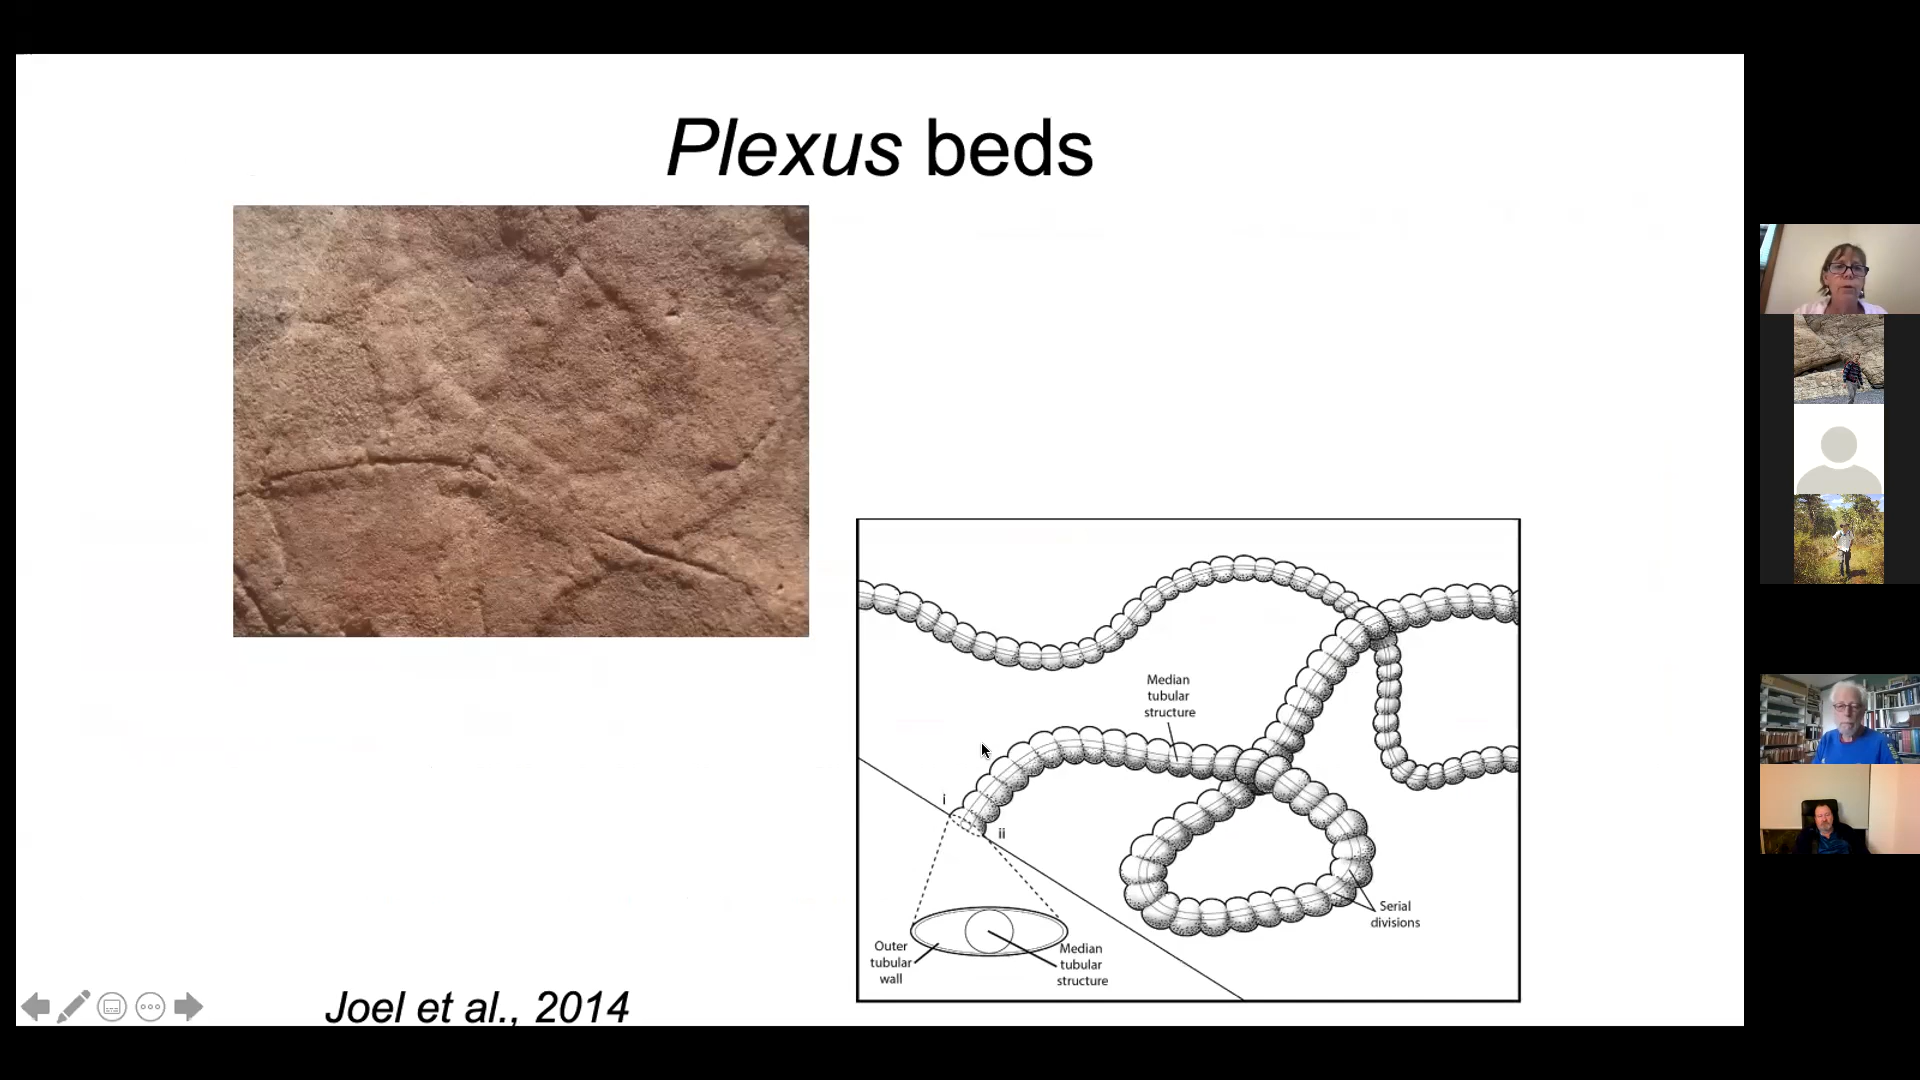 Plexus beds
Median
tubular
structure
i
ii
Serial
divisions
Outer
tubular
wall
Median
tubular
structure
Joel et al., 2014